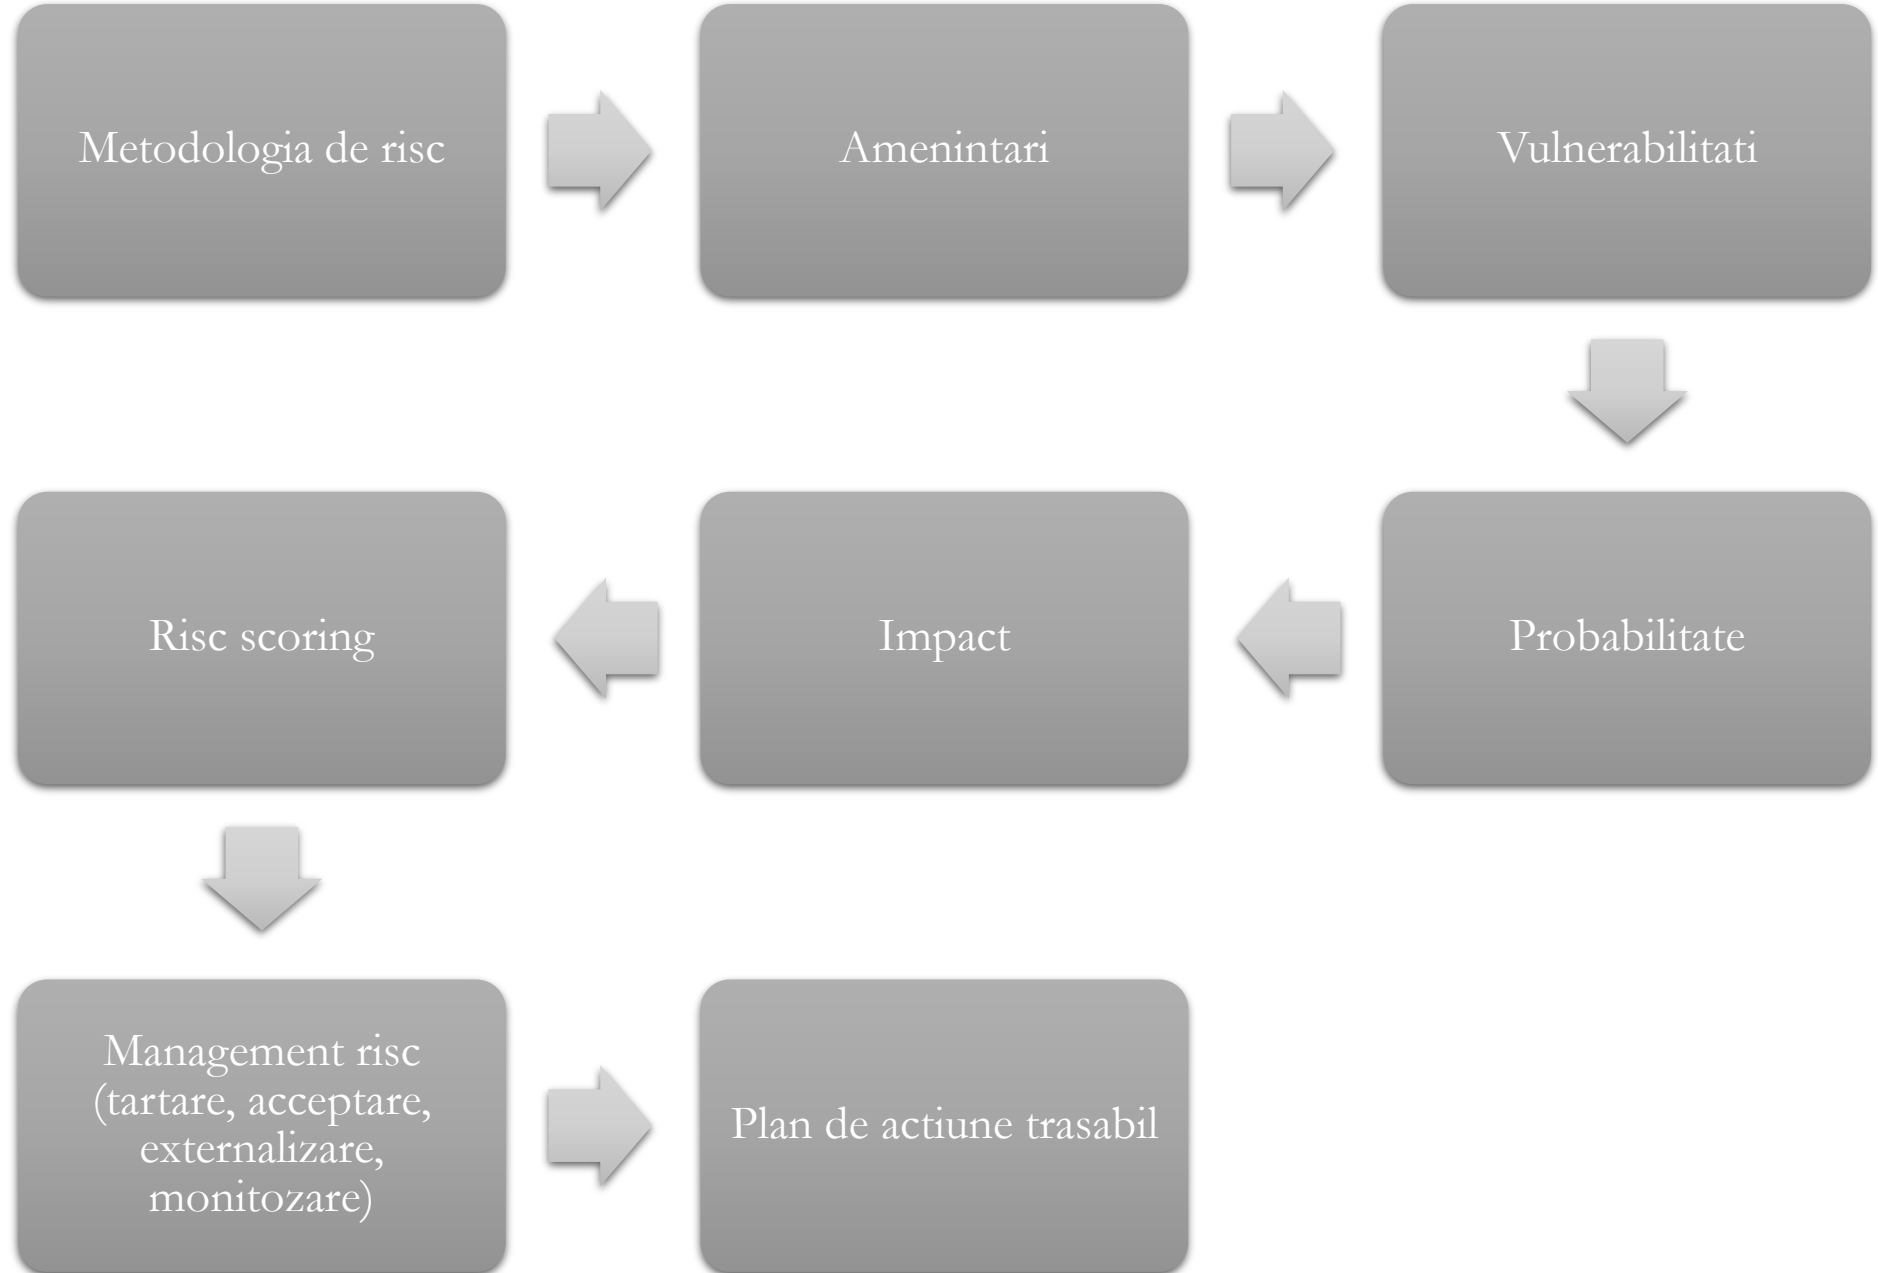 Metodologia de risc
Amenintari
Vulnerabilitati
Probabilitate
Impact
Risc scoring
Management risc
(tartare, acceptare,
externalizare,
monitozare)
Plan de actiune trasabil